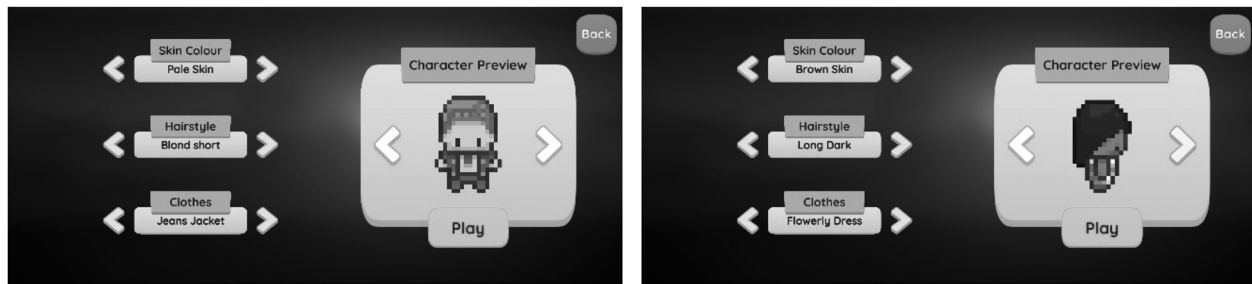 Back
Skin Colour
Pale Skin
Character Preview
Hairstyle
Blond short
Clothes
Jeans Jacket
Play
Back
Skin Colour
Brown Skin
Character Preview
Hairstyle
Long Dark
Clothes
Flowerly Dress
Play